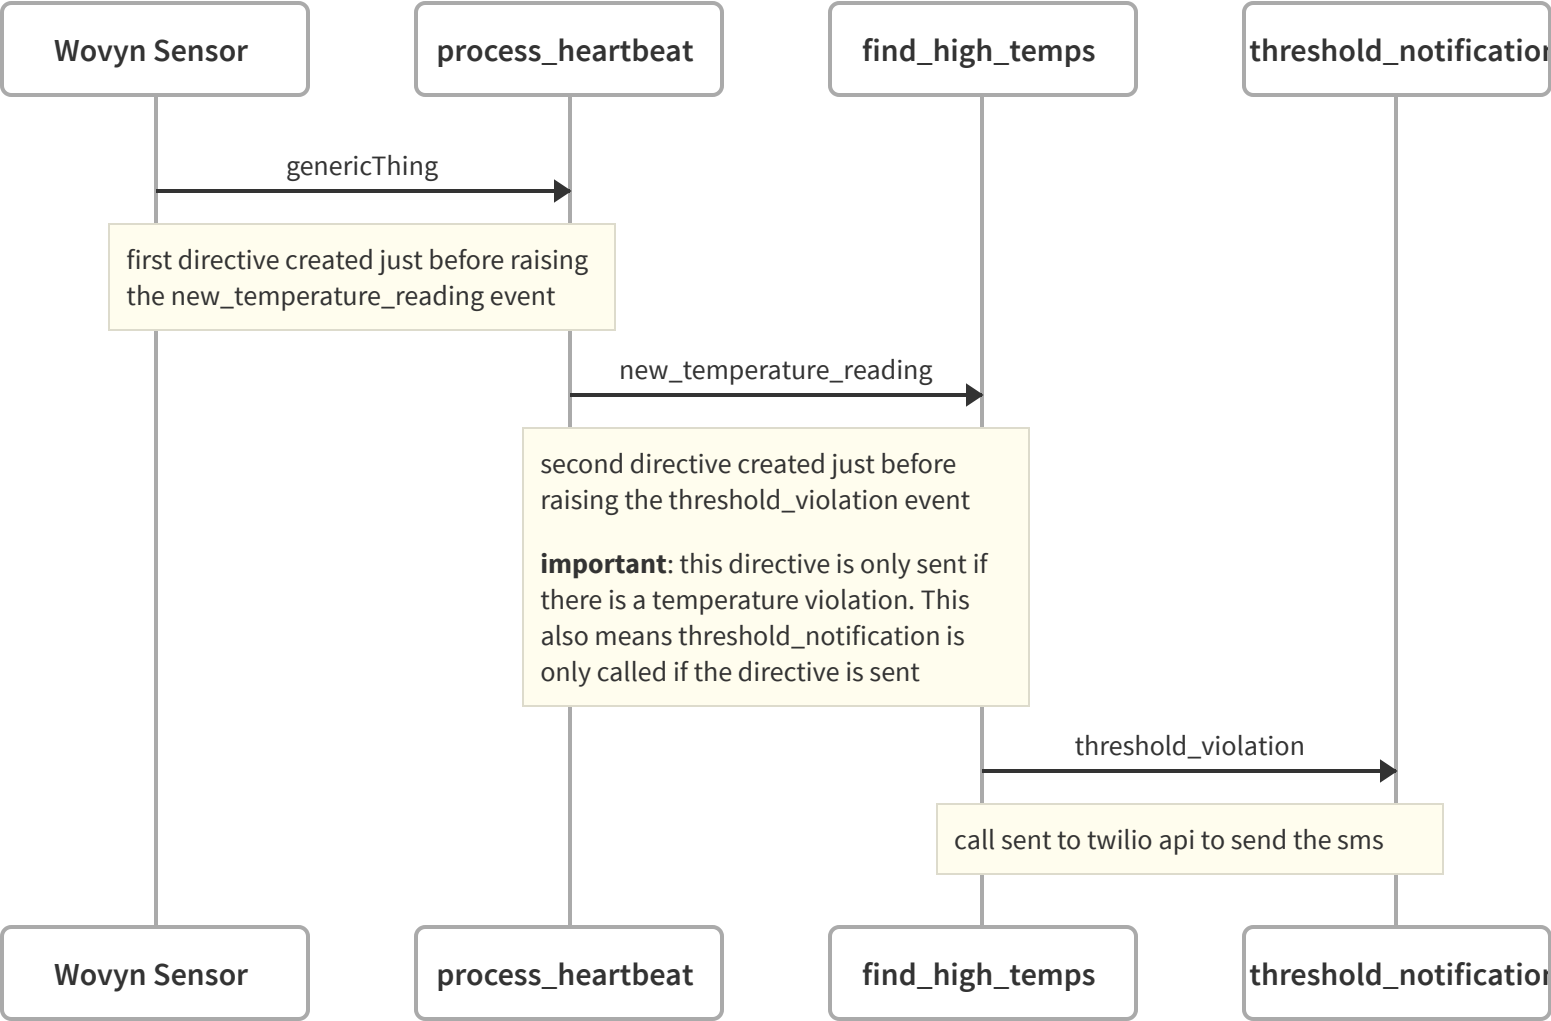 Wovyn Sensor
process_heartbeat
find_high_temps
threshold_notification
genericThing
first directive created just before raising
the new_temperature_reading event
new_temperature_reading
second directive created just before
raising the threshold_violation event
important: this directive is only sent if
there is a temperature violation. This
also means threshold_notification is
only called if the directive is sent
threshold_violation
call sent to twilio api to send the sms
Wovyn Sensor
process_heartbeat
find_high_temps
threshold_notification